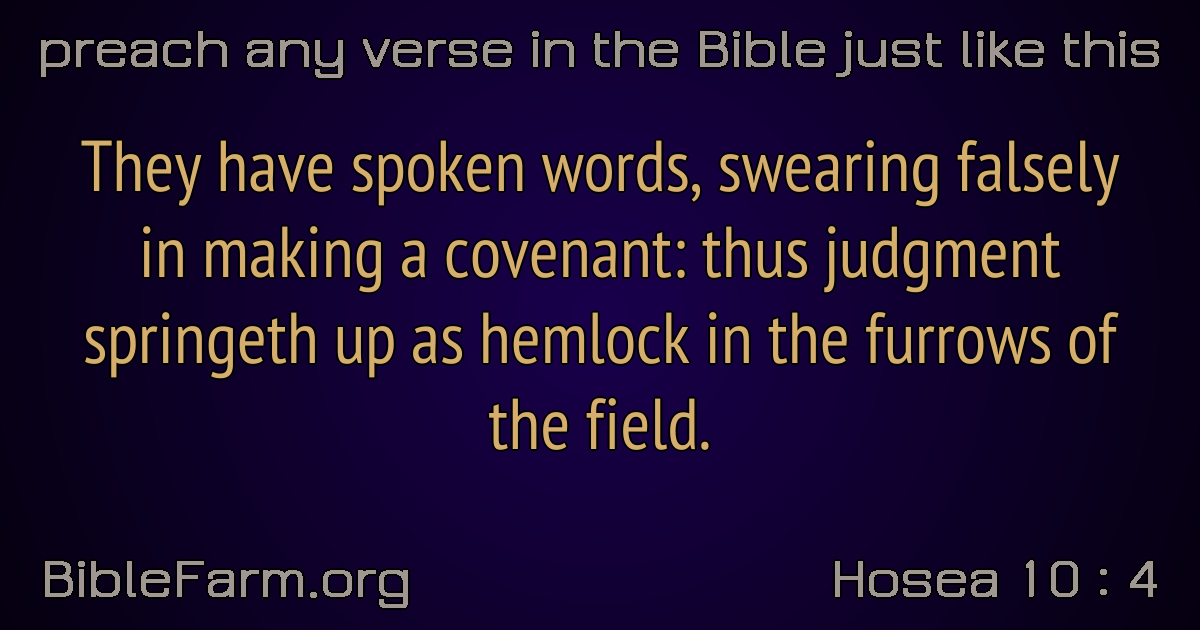 preach any verse in the Bible just like this
They have spoken words, swearing falsely
in making a covenant: thus judgment
springeth up as hemlock in the furrows of
the field.
BibleFarm.org
Hosea 10 : 4